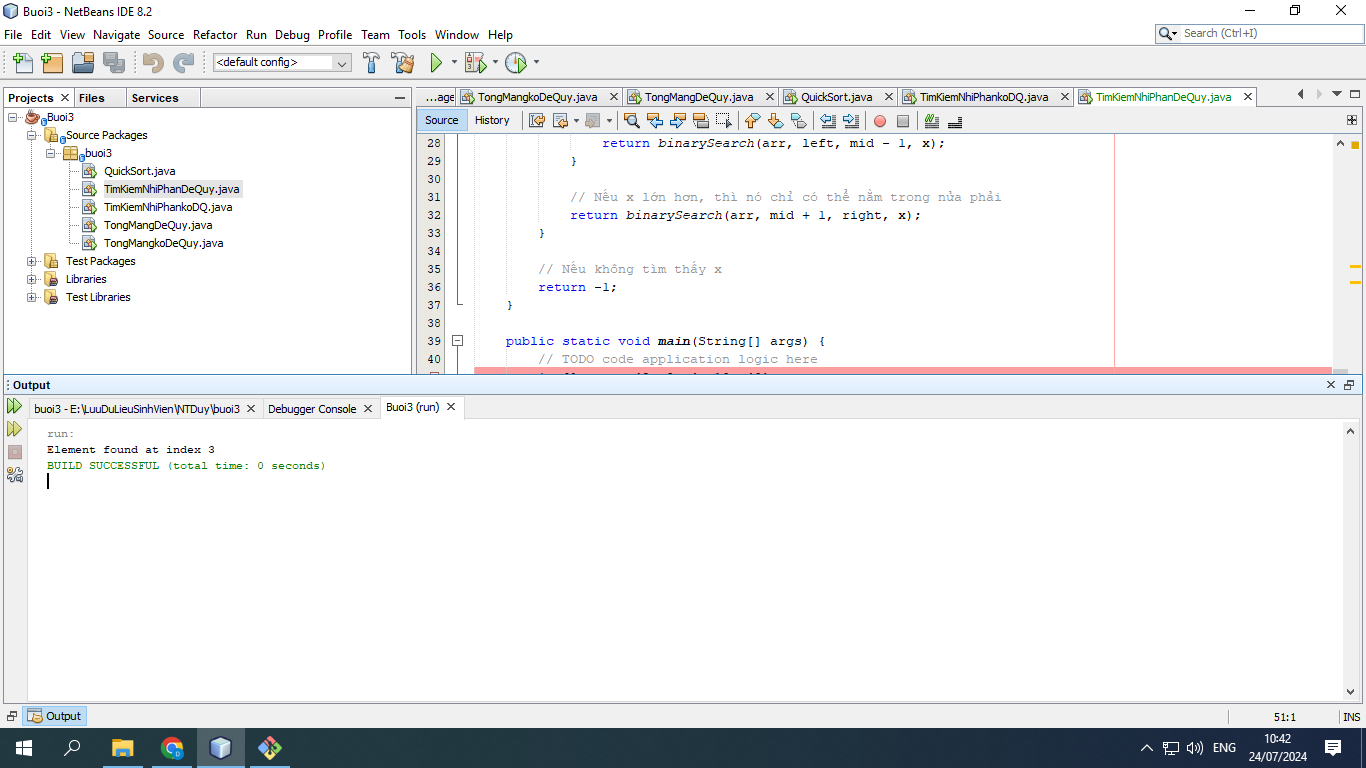 Buoi3 - NetBeans IDE 8.2
File Edit View Navigate Source Refactor Run Debug Profile Team Tools Window Help
Search (Ctrl+I)
<default config>
Projects Files Services
Buoi3
Source Packages
buoi3
QuickSort.java
TimKiemNhiPhanDeQuy.java
TimKiemNhiPhankoDQ.java
TongMangDeQuy.java
TongMangkoDeQuy.java
Test Packages
Libraries
Test Libraries
...age TongMangkoDeQuy.java TongMangDeQuy.java QuickSort.java TimKiemNhiPhankoDQ.java TimKiemNhiPhanDeQuy.java
Source History
28 return binarySearch(arr, left, mid - 1, x);
29 }
30
31 // Nếu x lớn hơn, thì nó chỉ có thể nằm trong nửa phải
32 return binarySearch(arr, mid + 1, right, x);
33 }
34
35 // Nếu không tìm thấy x
36 return -1;
37 }
38
39 public static void main(String[] args) {
40 // TODO code application logic here
Output
buoi3 - E:\LuuDuLieuSinhVien\NTDuy\buoi3 Debugger Console Buoi3 (run)
run:
Element found at index 3
BUILD SUCCESSFUL (total time: 0 seconds)
Output
51:1 INS
ENG
10:42
24/07/2024